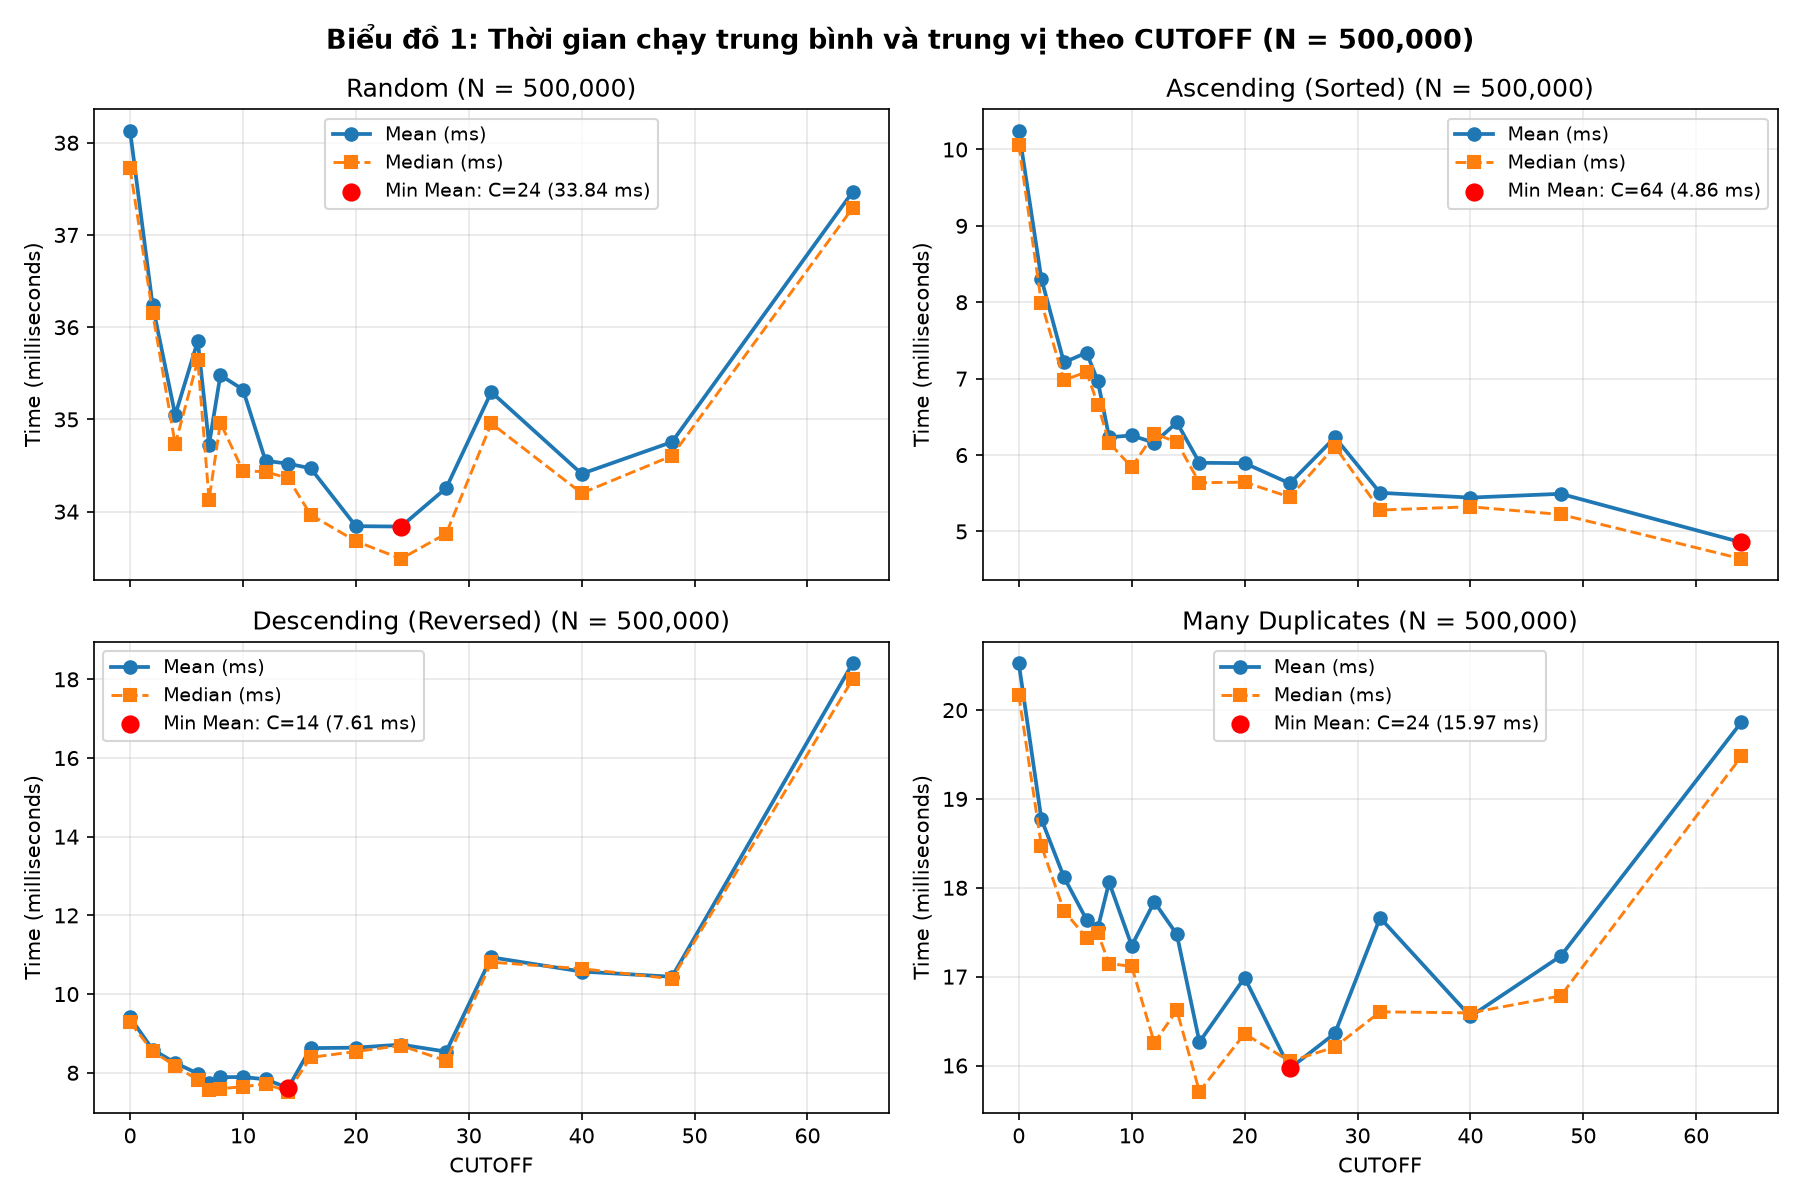 Biểu đồ 1: Thời gian chạy trung bình và trung vị theo CUTOFF (N = 500,000)
Random (N = 500,000)
Time (milliseconds)
38
37
36
35
34
Mean (ms)
Median (ms)
Min Mean: C=24 (33.84 ms)
Ascending (Sorted) (N = 500,000)
Time (milliseconds)
10
9
8
7
6
5
Mean (ms)
Median (ms)
Min Mean: C=64 (4.86 ms)
Descending (Reversed) (N = 500,000)
Time (milliseconds)
18
16
14
12
10
8
Mean (ms)
Median (ms)
Min Mean: C=14 (7.61 ms)
0 10 20 30 40 50 60
CUTOFF
Many Duplicates (N = 500,000)
Time (milliseconds)
20
19
18
17
16
Mean (ms)
Median (ms)
Min Mean: C=24 (15.97 ms)
0 10 20 30 40 50 60
CUTOFF